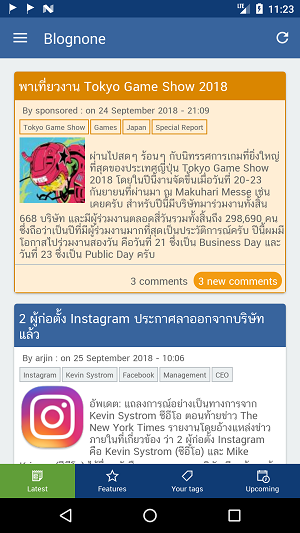 11:23
Blognone
พาเที่ยวงาน Tokyo Game Show 2018
By sponsored : on 24 September 2018 - 21:09
Tokyo Game Show Games Japan Special Report
ผ่านไปสดๆ ร้อนๆ กับนิทรรศการเกมที่ยิ่งใหญ่
ที่สุดของประเทศญี่ปุ่น Tokyo Game Show
2018 โดยในปีนี้งานจัดขึ้นเมื่อวันที่ 20-23
กันยายนที่ผ่านมา ณ Makuhari Messe เช่น
เคยครับ สำหรับปีนี้มีบริษัทมาร่วมงานทั้งสิ้น
668 บริษัท และมีผู้ร่วมงานตลอดสี่วันรวมทั้งสิ้นถึง 298,690 คน
ซึ่งถือว่าเป็นปีที่มีผู้ร่วมงานมากที่สุดเป็นประวัติการณ์ครับ ปีนี้ผมมี
โอกาสไปร่วมงานสองวัน คือวันที่ 21 ซึ่งเป็น Business Day และ
วันที่ 23 ซึ่งเป็น Public Day ครับ
3 comments 3 new comments
2 ผู้ก่อตั้ง Instagram ประกาศลาออกจากบริษัท
แล้ว
By arjin : on 25 September 2018 - 10:06
Instagram Kevin Systrom Facebook Management CEO
อัพเดต: แถลงการณ์อย่างเป็นทางการจาก
Kevin Systrom ซีอีโอ ตอนท้ายข่าว The
New York Times รายงานโดยอ้างแหล่งข่าว
ภายในที่เกี่ยวข้อง ว่า 2 ผู้ก่อตั้ง Instagram
คือ Kevin Systrom (ซีอีโอ) และ Mike
Latest Features Your tags Upcoming